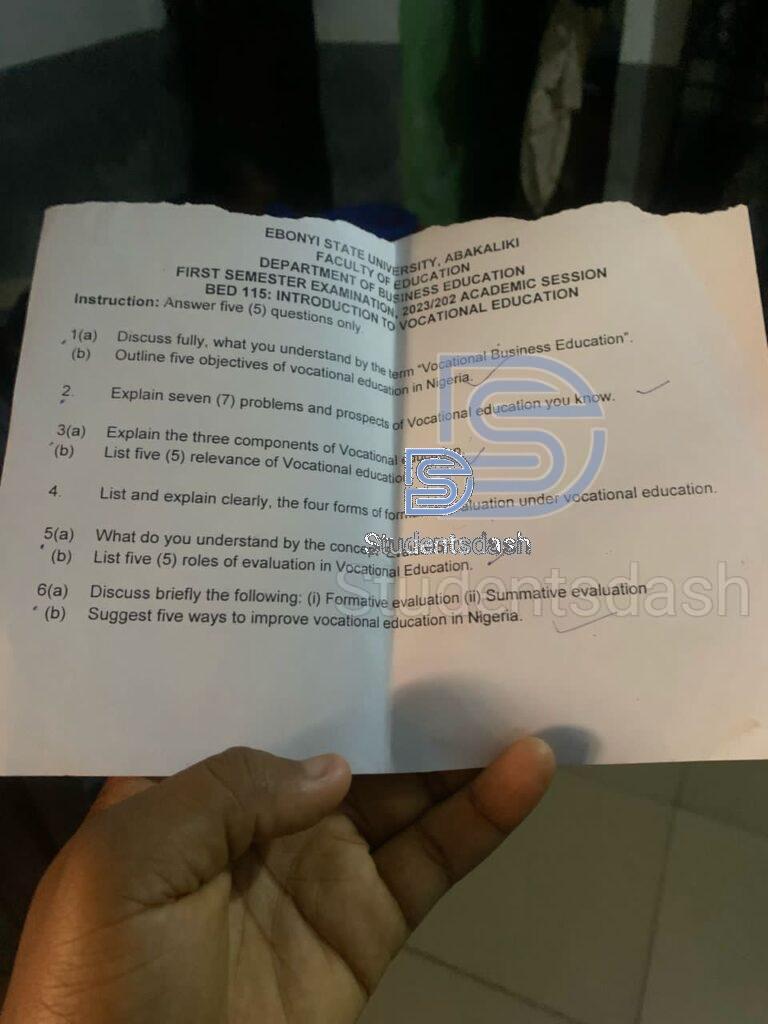 EBONYI STATE UNIVERSITY, ABAKALIKI
FACULTY OF EDUCATION
DEPARTMENT OF BUSINESS EDUCATION
FIRST SEMESTER EXAMINATION, 2023/202 ACADEMIC SESSION
BED 115: INTRODUCTION TO VOCATIONAL EDUCATION
Instruction: Answer five (5) questions only
1(a) Discuss fully, what you understand by the term "Vocational Business Education".
(b) Outline five objectives of vocational education in Nigeria.
2. Explain seven (7) problems and prospects of Vocational education you know.
3(a) Explain the three components of Vocational education.
(b) List five (5) relevance of Vocational educatio
4. List and explain clearly, the four forms of aluation under vocational education.
5(a) What do you understand by the
(b) List five (5) roles of evaluation in Vocational Education.
6(a) Discuss briefly the following: (i) Formative evaluation (ii) Summative evaluation
(b) Suggest five ways to improve vocational education in Nigeria.
Studentsdash
Studentsdash